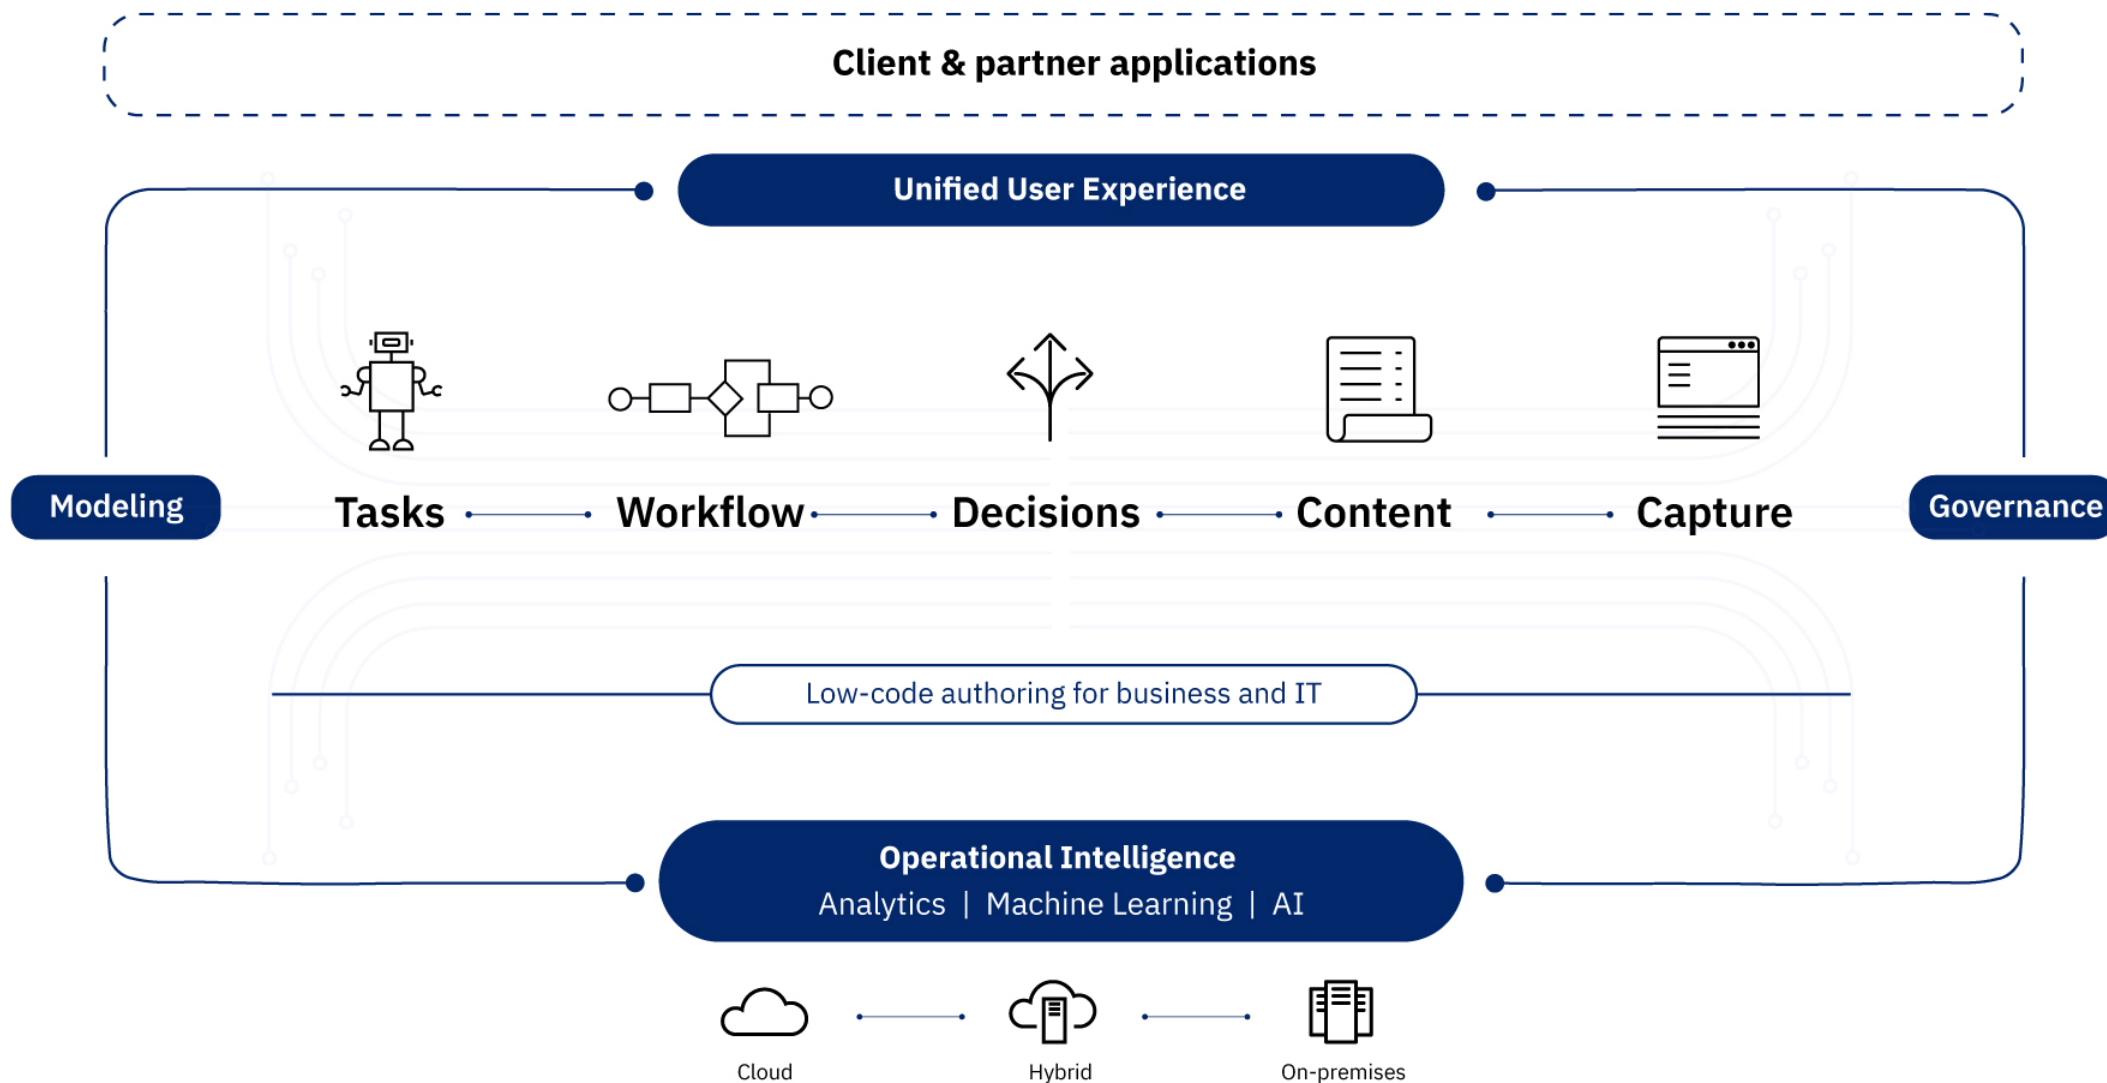 Client & partner applications
Unified User Experience
Modeling
Tasks
Workflow
Decisions
Content
Capture
Governance
Low-code authoring for business and IT
Operational Intelligence
Analytics | Machine Learning | AI
Cloud
Hybrid
On-premises